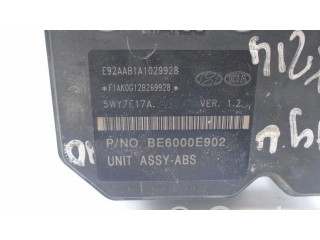 E92AAB1A1029928
*F1AK0G12B269928*
5WY7E17A. VER: 1.2
P/NO BE6000E902
UNIT ASSY-ABS